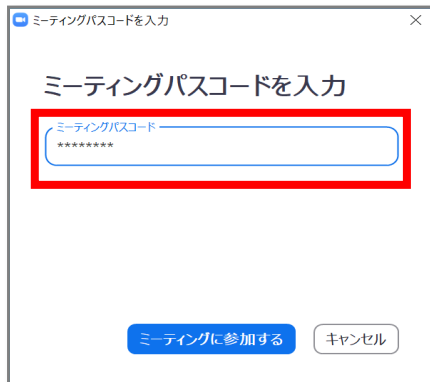 ミーティングパスコードを入力
ミーティングパスコードを入力
ミーティングパスコード
********
ミーティングに参加する
キャンセル